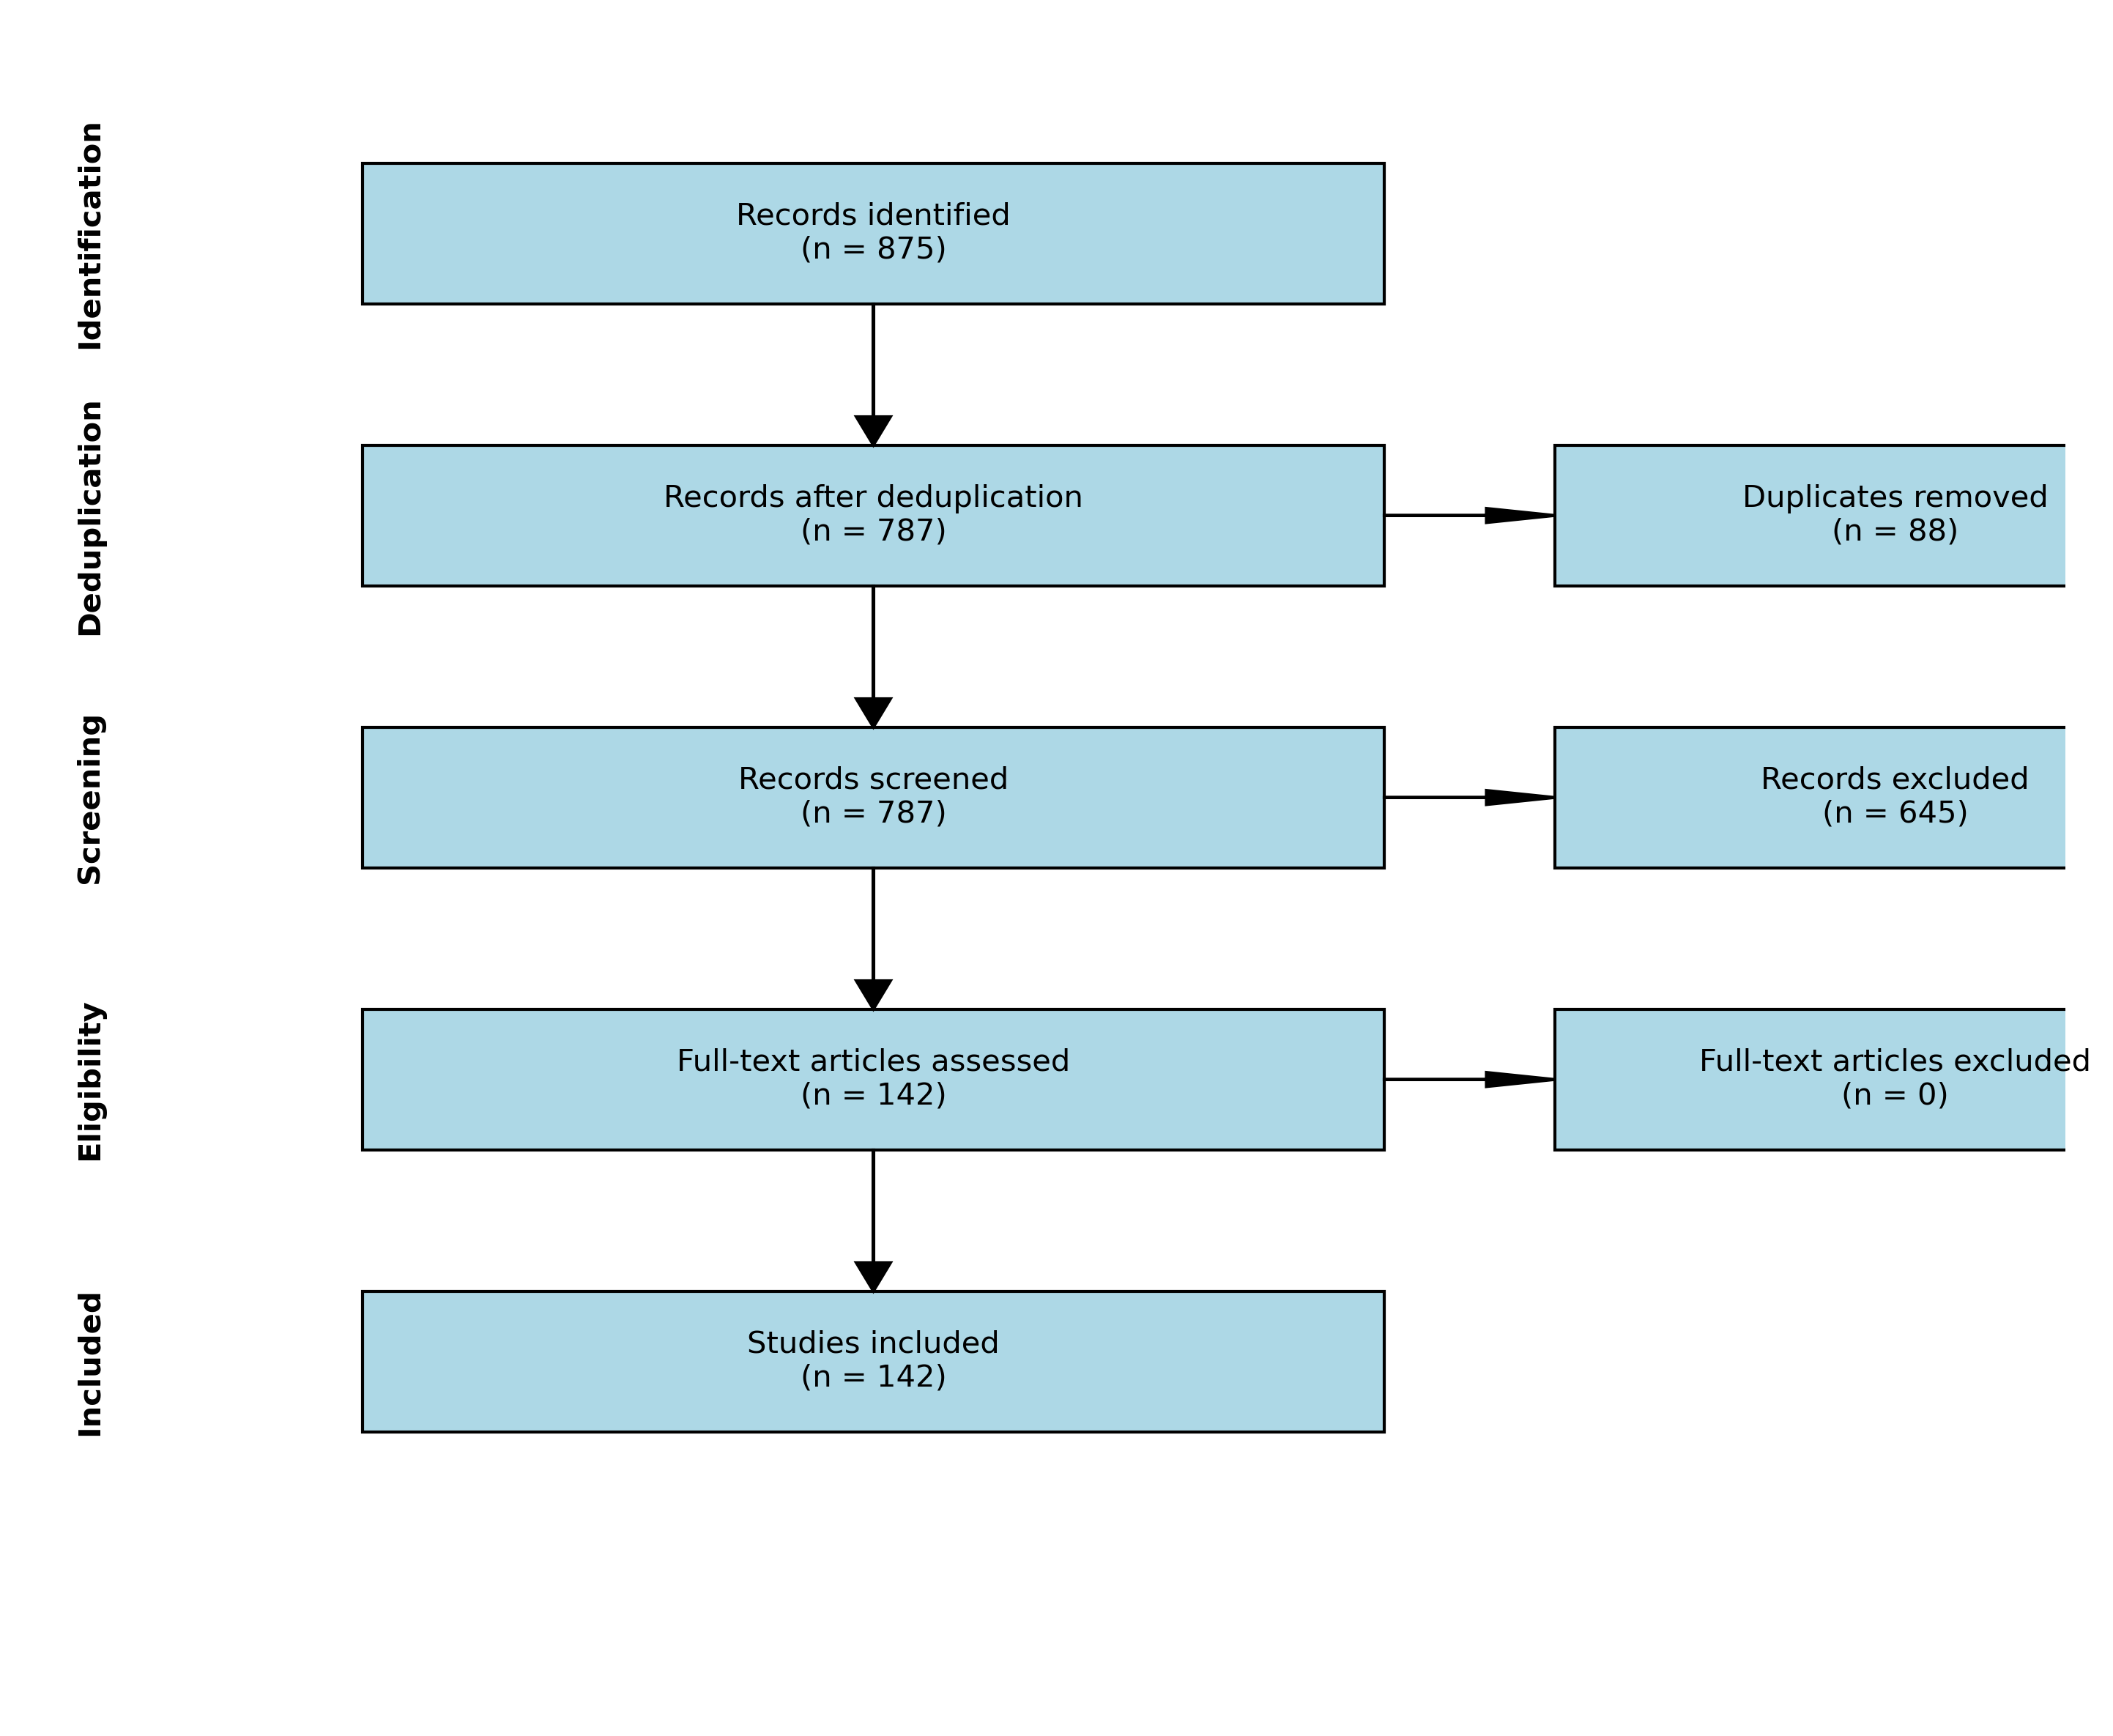 Identification
Records identified
(n = 875)
Deduplication
Records after deduplication
(n = 787)
Duplicates removed
(n = 88)
Screening
Records screened
(n = 787)
Records excluded
(n = 645)
Eligibility
Full-text articles assessed
(n = 142)
Full-text articles excluded
(n = 0)
Included
Studies included
(n = 142)